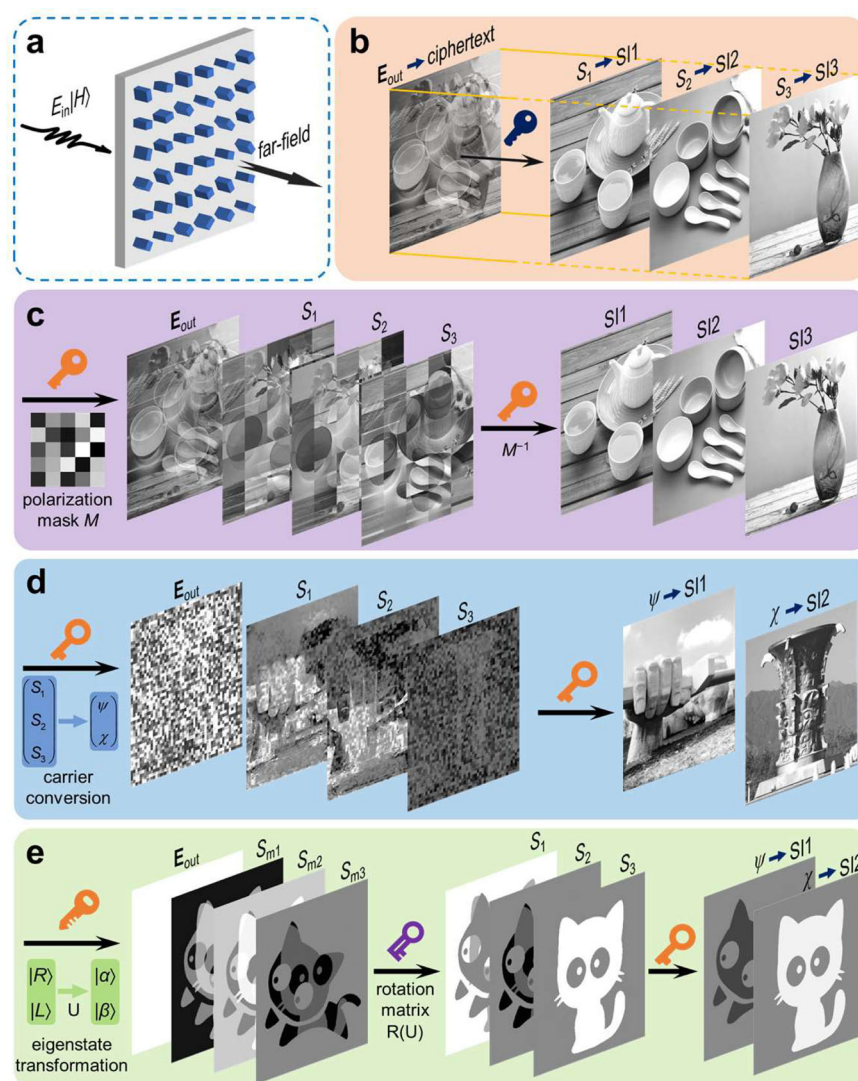 a
E_in|H⟩
far-field
b
E_out → ciphertext
S_1 → SI1
S_2 → SI2
S_3 → SI3
c
E_out
S_1
S_2
S_3
SI1
SI2
SI3
M⁻¹
polarization
mask M
d
E_out
S_1
S_2
S_3
ψ → SI1
χ → SI2
S_1
S_2
S_3
ψ
χ
carrier
conversion
e
E_out
S_m1
S_m2
S_m3
S_1
S_2
S_3
ψ → SI1
χ → SI2
|R⟩
|L⟩
U
|α⟩
|β⟩
eigenstate
transformation
rotation
matrix
R(U)